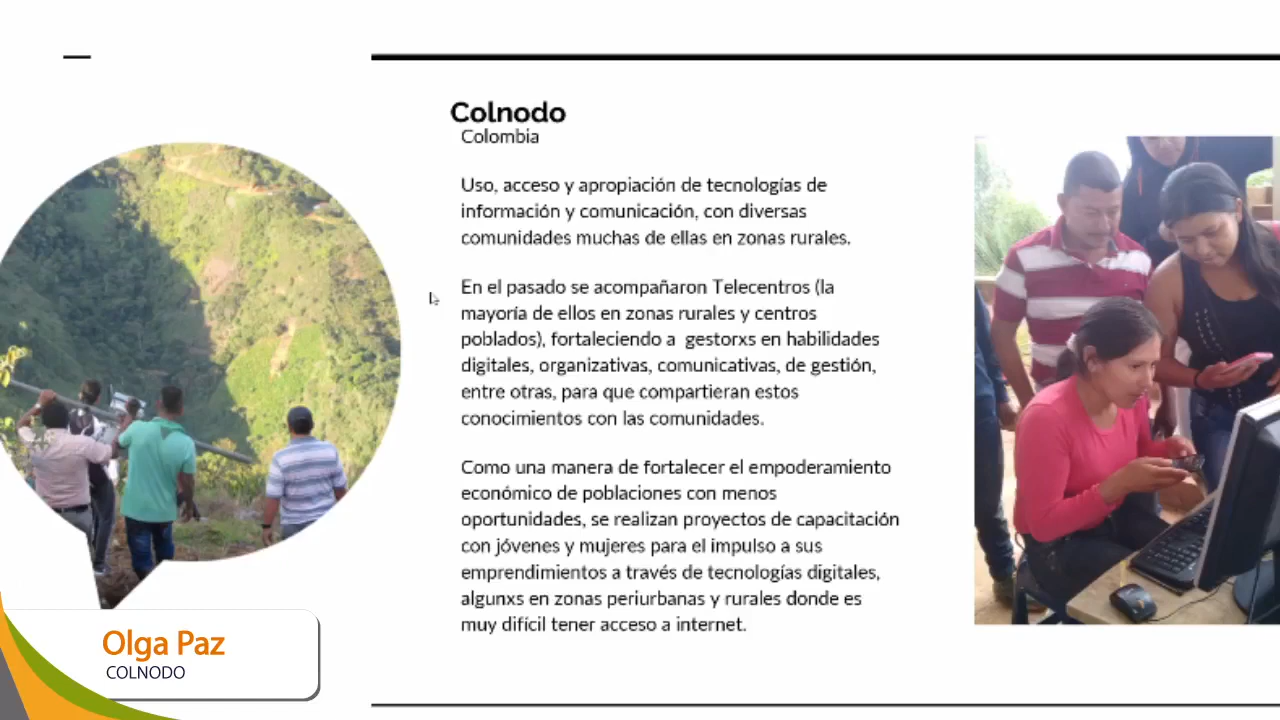 Colnodo
Colombia
Uso, acceso y apropiación de tecnologías de
información y comunicación, con diversas
comunidades muchas de ellas en zonas rurales.
En el pasado se acompañaron Telecentros (la
mayoría de ellos en zonas rurales y centros
poblados), fortaleciendo a gestorxs en habilidades
digitales, organizativas, comunicativas, de gestión,
entre otras, para que compartieran estos
conocimientos con las comunidades.
Como una manera de fortalecer el empoderamiento
económico de poblaciones con menos
oportunidades, se realizan proyectos de capacitación
con jóvenes y mujeres para el impulso a sus
emprendimientos a través de tecnologías digitales,
algunxs en zonas periurbanas y rurales donde es
muy difícil tener acceso a internet.
Olga Paz
COLNODO